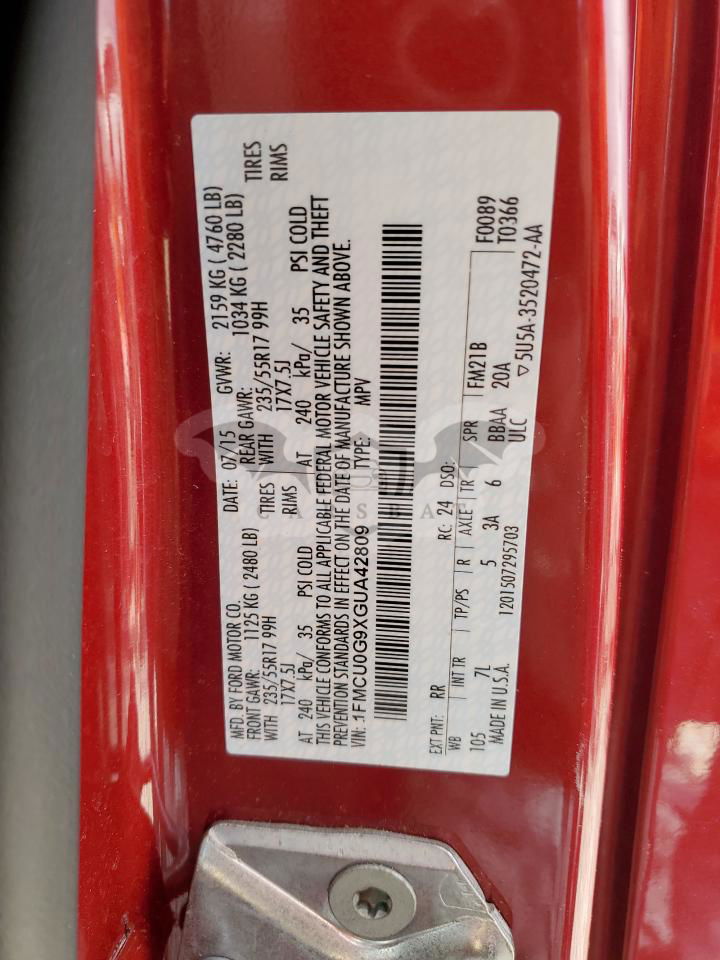 MFD. BY FORD MOTOR CO. DATE: 07/15 GVWR: 2159 KG ( 4760 LB)
FRONT GAWR: 1125 KG ( 2480 LB) REAR GAWR: 1034 KG ( 2280 LB)
WITH 235/55R17 99H TIRES WITH 235/55R17 99H TIRES
17X7.5J RIMS 17X7.5J RIMS
AT 240 kPa/ 35 PSI COLD AT 240 kPa/ 35 PSI COLD
THIS VEHICLE CONFORMS TO ALL APPLICABLE FEDERAL MOTOR VEHICLE SAFETY AND THEFT
PREVENTION STANDARDS IN EFFECT ON THE DATE OF MANUFACTURE SHOWN ABOVE.
VIN: 1FMCU0G9XGUA42809 TYPE: MPV
EXT PNT: RR RC: 24 DSO: F0089
WB INT TR TP/PS R AXLE TR SPR FM21B T0366
105 7L 5 3A 6 BBAA 20A
MADE IN U.S.A. 1201507295703 ULC ▽5U5A-3520472-AA
CARSBAT